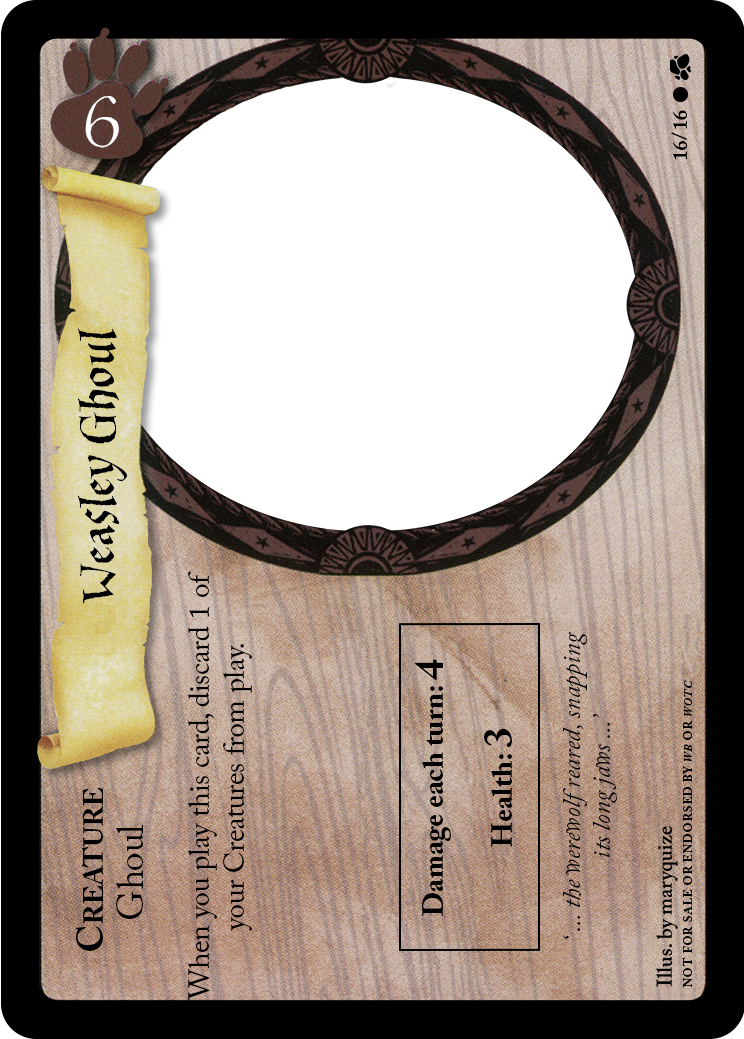 6
Weasley Ghoul
CREATURE
Ghoul
When you play this card, discard 1 of
your Creatures from play.
Damage each turn: 4
Health: 3
‘... the werewolf reared, snapping
its long jaws ...’
Illus. by maryquize
NOT FOR SALE OR ENDORSED BY WB OR WOTC
16/16